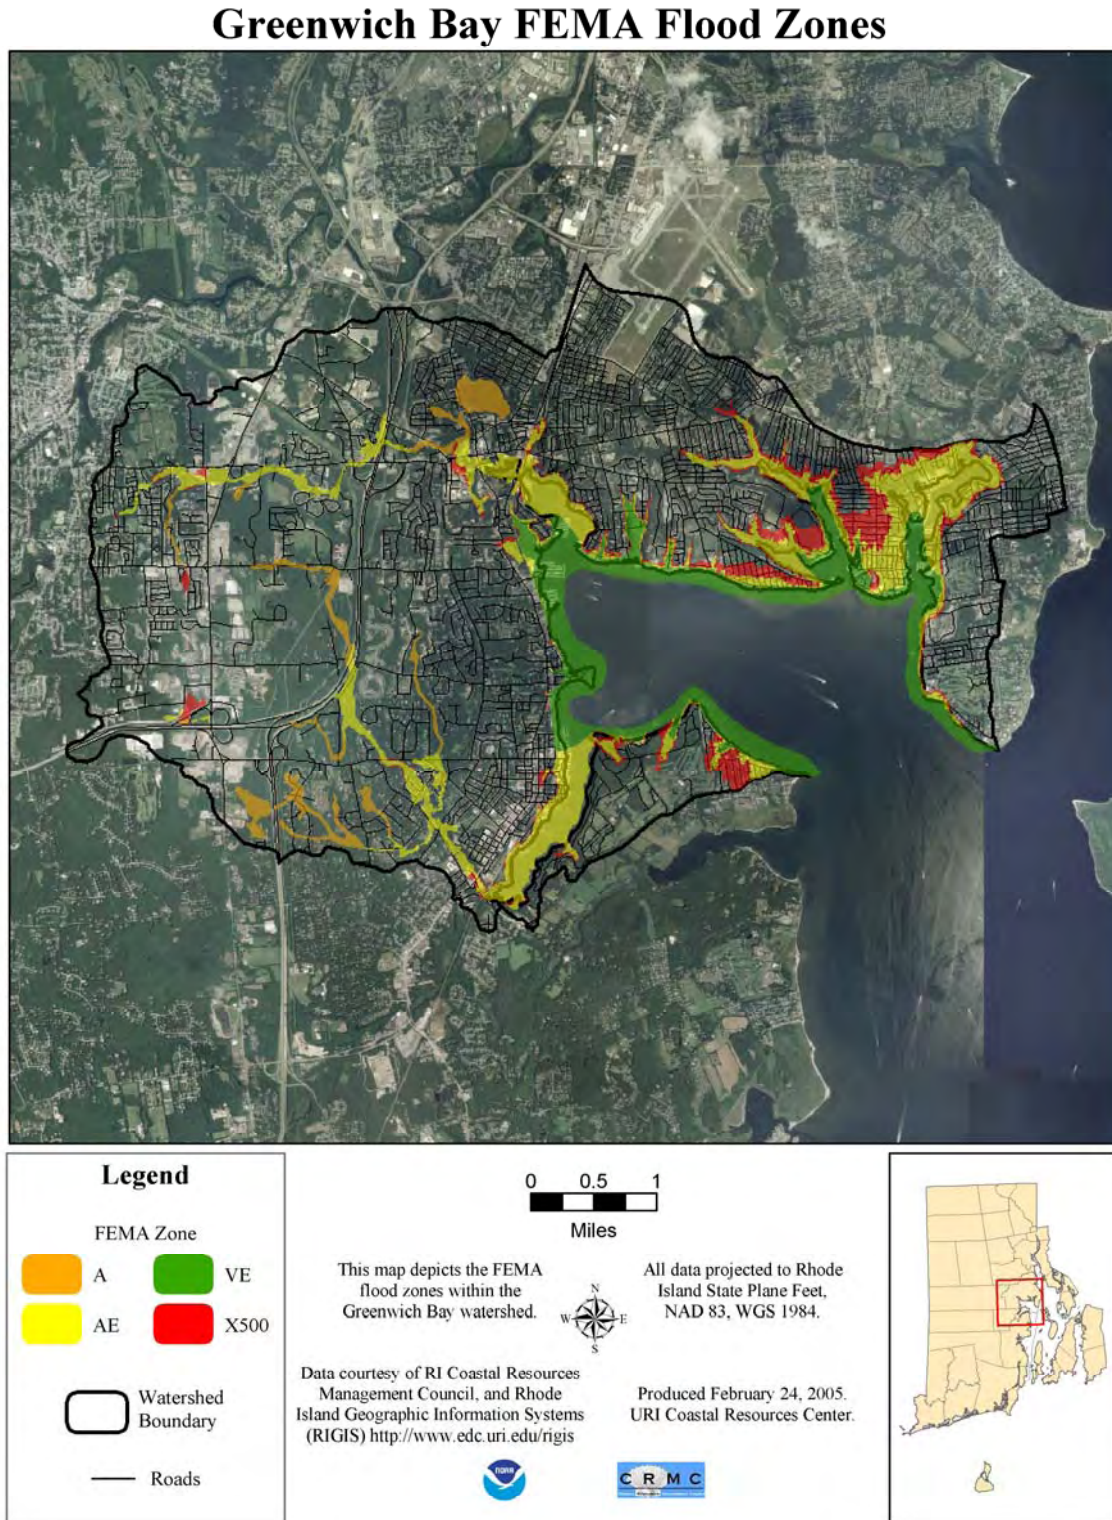 Greenwich Bay FEMA Flood Zones
Legend
FEMA Zone
A
VE
AE
X500
Watershed
Boundary
Roads
0 0.5 1
Miles
This map depicts the FEMA
flood zones within the
Greenwich Bay watershed.
N
W E
S
All data projected to Rhode
Island State Plane Feet,
NAD 83, WGS 1984.
Data courtesy of RI Coastal Resources
Management Council, and Rhode
Island Geographic Information Systems
(RIGIS) http://www.edc.uri.edu/rigis
Produced February 24, 2005.
URI Coastal Resources Center.
noaa
C R M C